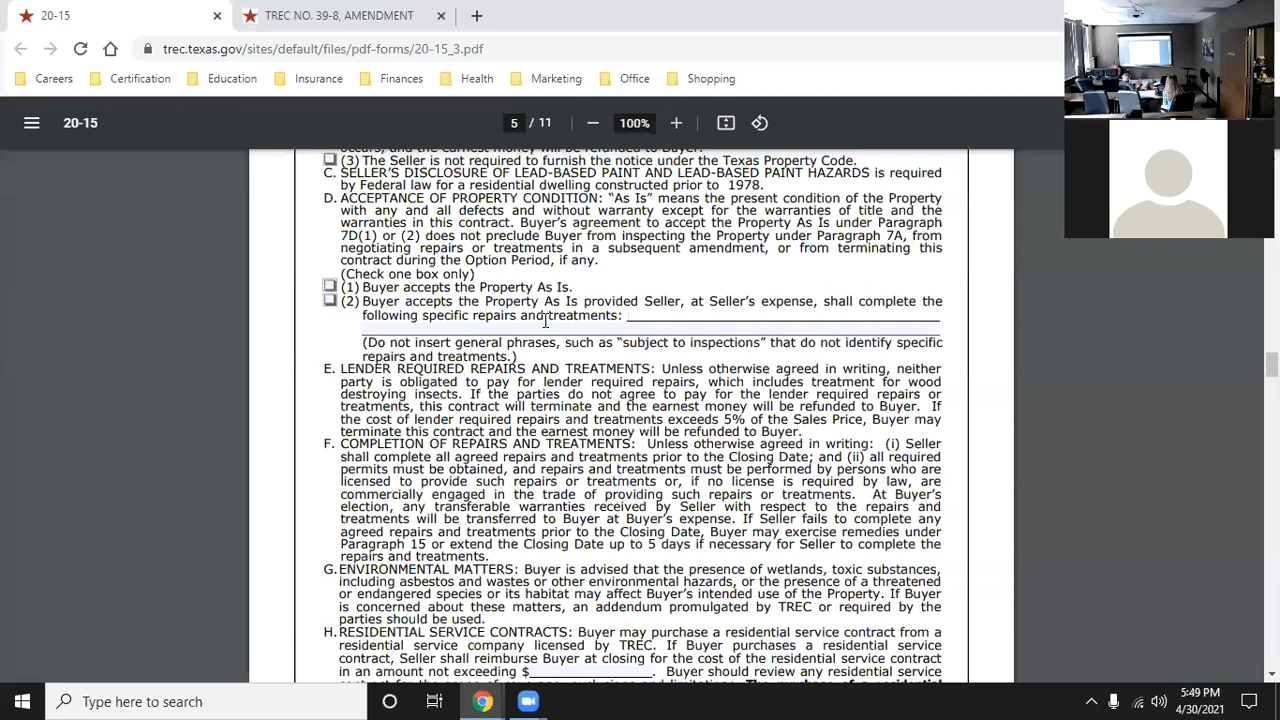 20-15
TREC NO. 39-8, AMENDMENT
trec.texas.gov/sites/default/files/pdf-forms/20-15_3.pdf
Careers
Certification
Education
Insurance
Finances
Health
Marketing
Office
Shopping
20-15
5 / 11
100%
occurs, and the earnest money will be refunded to Buyer.
(3) The Seller is not required to furnish the notice under the Texas Property Code.
C. SELLER'S DISCLOSURE OF LEAD-BASED PAINT AND LEAD-BASED PAINT HAZARDS is required
by Federal law for a residential dwelling constructed prior to 1978.
D. ACCEPTANCE OF PROPERTY CONDITION: “As Is” means the present condition of the Property
with any and all defects and without warranty except for the warranties of title and the
warranties in this contract. Buyer's agreement to accept the Property As Is under Paragraph
7D(1) or (2) does not preclude Buyer from inspecting the Property under Paragraph 7A, from
negotiating repairs or treatments in a subsequent amendment, or from terminating this
contract during the Option Period, if any.
(Check one box only)
(1) Buyer accepts the Property As Is.
(2) Buyer accepts the Property As Is provided Seller, at Seller's expense, shall complete the
following specific repairs and treatments:
(Do not insert general phrases, such as “subject to inspections” that do not identify specific
repairs and treatments.)
E. LENDER REQUIRED REPAIRS AND TREATMENTS: Unless otherwise agreed in writing, neither
party is obligated to pay for lender required repairs, which includes treatment for wood
destroying insects. If the parties do not agree to pay for the lender required repairs or
treatments, this contract will terminate and the earnest money will be refunded to Buyer. If
the cost of lender required repairs and treatments exceeds 5% of the Sales Price, Buyer may
terminate this contract and the earnest money will be refunded to Buyer.
F. COMPLETION OF REPAIRS AND TREATMENTS: Unless otherwise agreed in writing: (i) Seller
shall complete all agreed repairs and treatments prior to the Closing Date; and (ii) all required
permits must be obtained, and repairs and treatments must be performed by persons who are
licensed to provide such repairs or treatments or, if no license is required by law, are
commercially engaged in the trade of providing such repairs or treatments. At Buyer's
election, any transferable warranties received by Seller with respect to the repairs and
treatments will be transferred to Buyer at Buyer's expense. If Seller fails to complete any
agreed repairs and treatments prior to the Closing Date, Buyer may exercise remedies under
Paragraph 15 or extend the Closing Date up to 5 days if necessary for Seller to complete the
repairs and treatments.
G. ENVIRONMENTAL MATTERS: Buyer is advised that the presence of wetlands, toxic substances,
including asbestos and wastes or other environmental hazards, or the presence of a threatened
or endangered species or its habitat may affect Buyer's intended use of the Property. If Buyer
is concerned about these matters, an addendum promulgated by TREC or required by the
parties should be used.
H. RESIDENTIAL SERVICE CONTRACTS: Buyer may purchase a residential service contract from a
residential service company licensed by TREC. If Buyer purchases a residential service
contract, Seller shall reimburse Buyer at closing for the cost of the residential service contract
in an amount not exceeding $ . Buyer should review any residential service
Type here to search
5:49 PM
4/30/2021